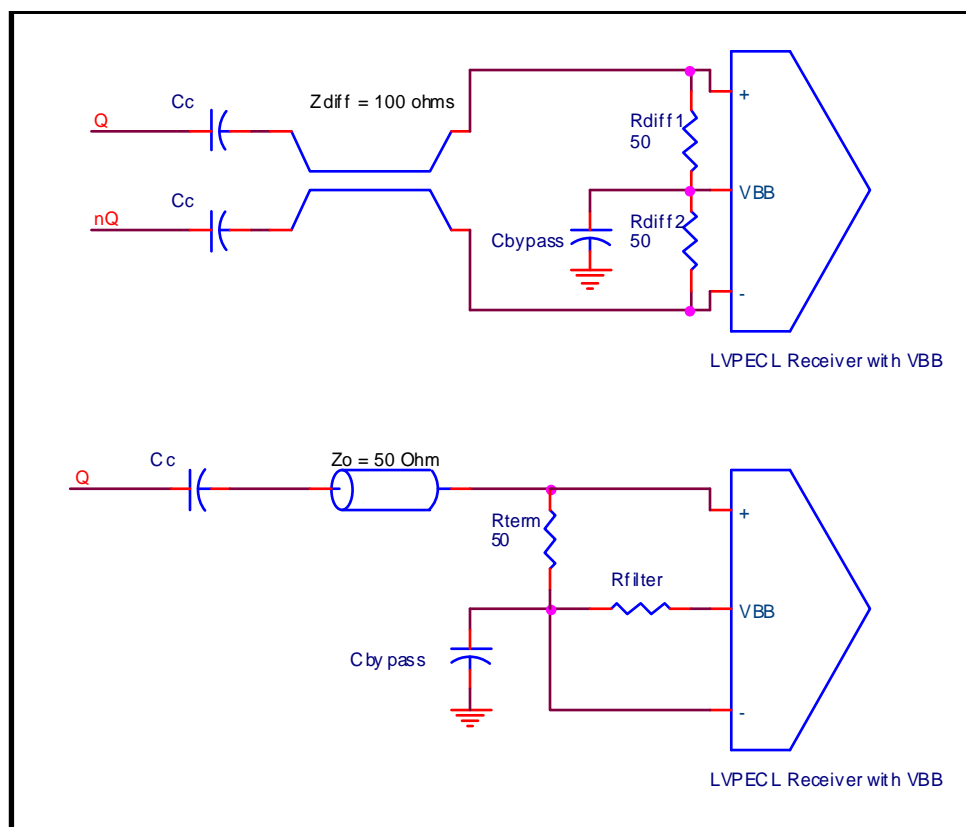 Zdiff = 100 ohms
Cc
Q
+
Rdiff1
50
VBB
Cc
nQ
Rdiff2
50
Cbypass
-
LVPECL Receiver with VBB
Cc
Zo = 50 Ohm
Q
+
Rterm
50
Rfilter
VBB
Cbypass
-
LVPECL Receiver with VBB